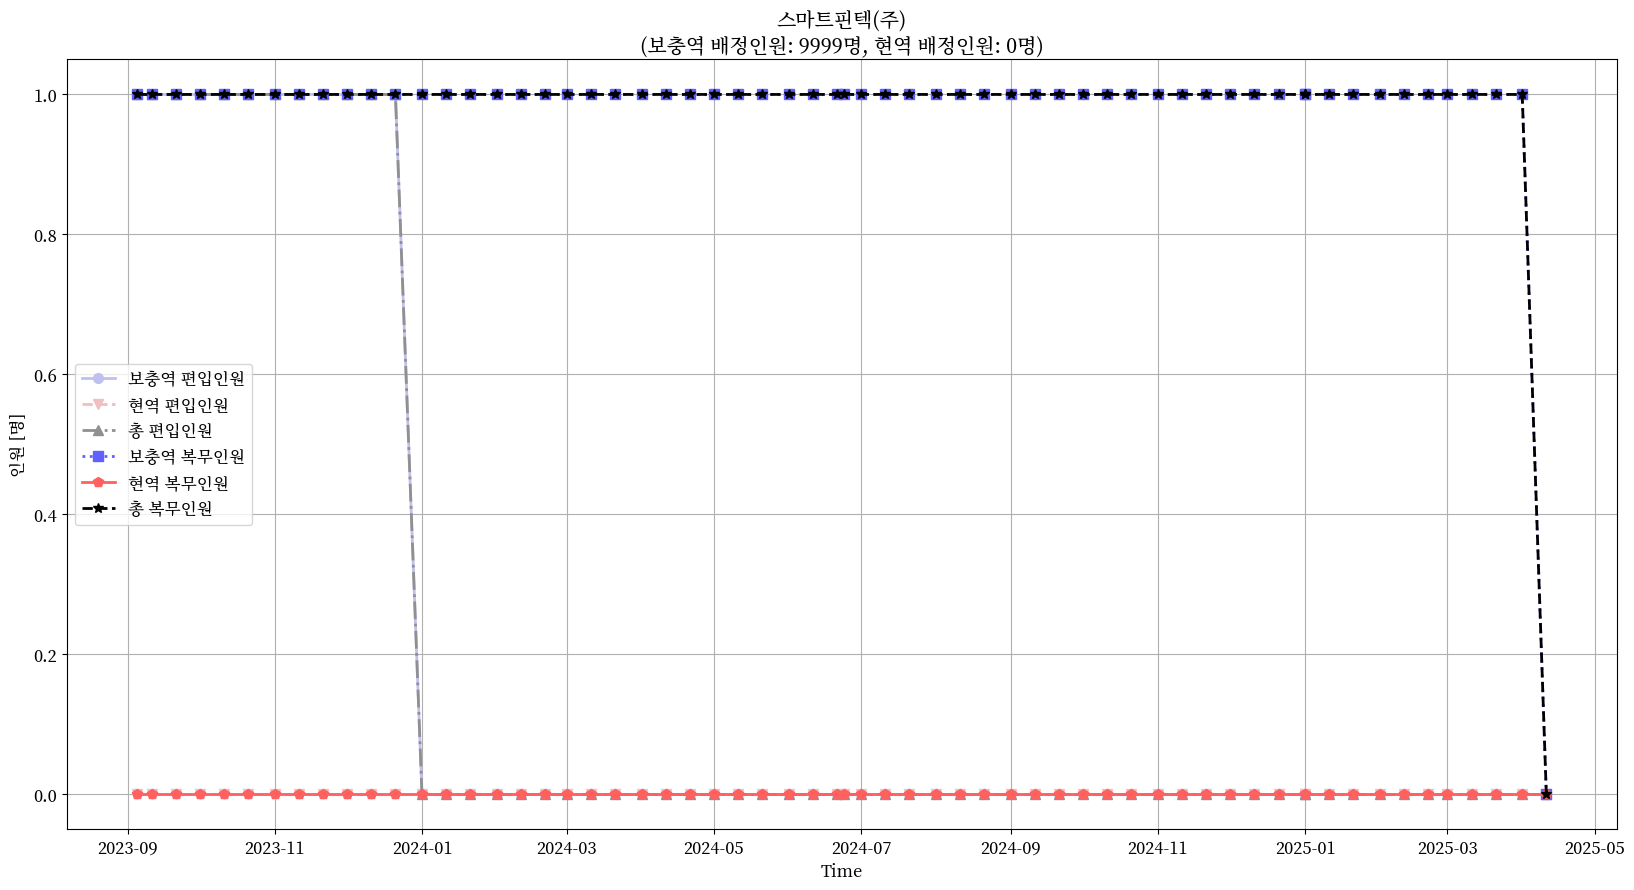 스마트핀텍(주)
(보충역 배정인원: 9999명, 현역 배정인원: 0명)
1.0
0.8
0.6
0.4
0.2
0.0
인원 [명]
보충역 편입인원
현역 편입인원
총 편입인원
보충역 복무인원
현역 복무인원
총 복무인원
2023-09 2023-11 2024-01 2024-03 2024-05 2024-07 2024-09 2024-11 2025-01 2025-03 2025-05
Time